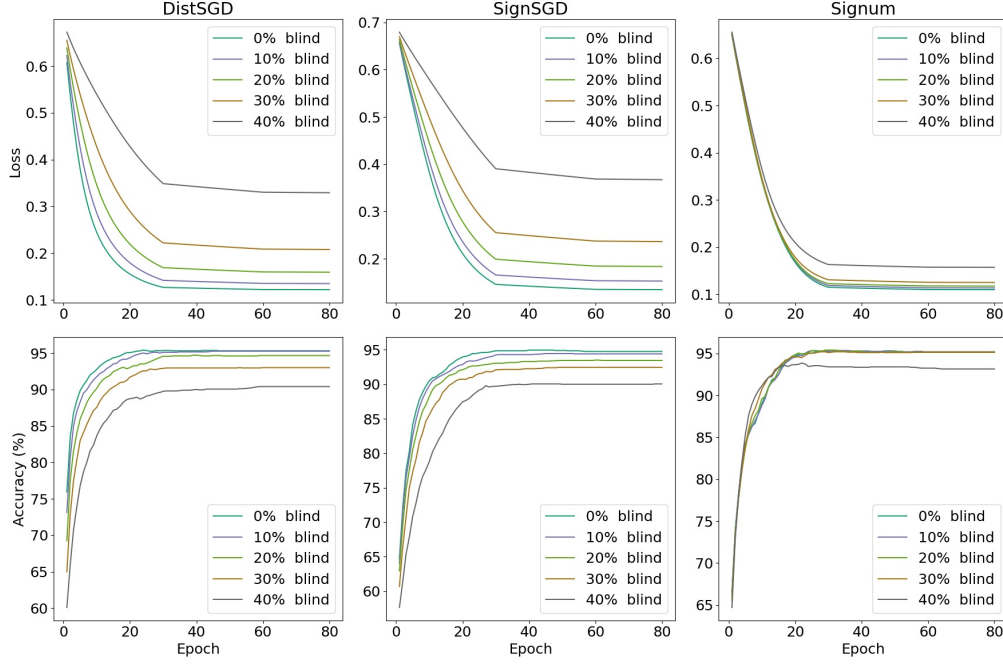 DistSGD
SignSGD
Signum
Loss
0.6
0.5
0.4
0.3
0.2
0.1
0 20 40 60 80
0% blind
10% blind
20% blind
30% blind
40% blind
0.7
0.6
0.5
0.4
0.3
0.2
0 20 40 60 80
0% blind
10% blind
20% blind
30% blind
40% blind
0.6
0.5
0.4
0.3
0.2
0.1
0 20 40 60 80
0% blind
10% blind
20% blind
30% blind
40% blind
Accuracy (%)
95
90
85
80
75
70
65
60
0 20 40 60 80
Epoch
0% blind
10% blind
20% blind
30% blind
40% blind
95
90
85
80
75
70
65
60
0 20 40 60 80
Epoch
0% blind
10% blind
20% blind
30% blind
40% blind
95
90
85
80
75
70
65
0 20 40 60 80
Epoch
0% blind
10% blind
20% blind
30% blind
40% blind